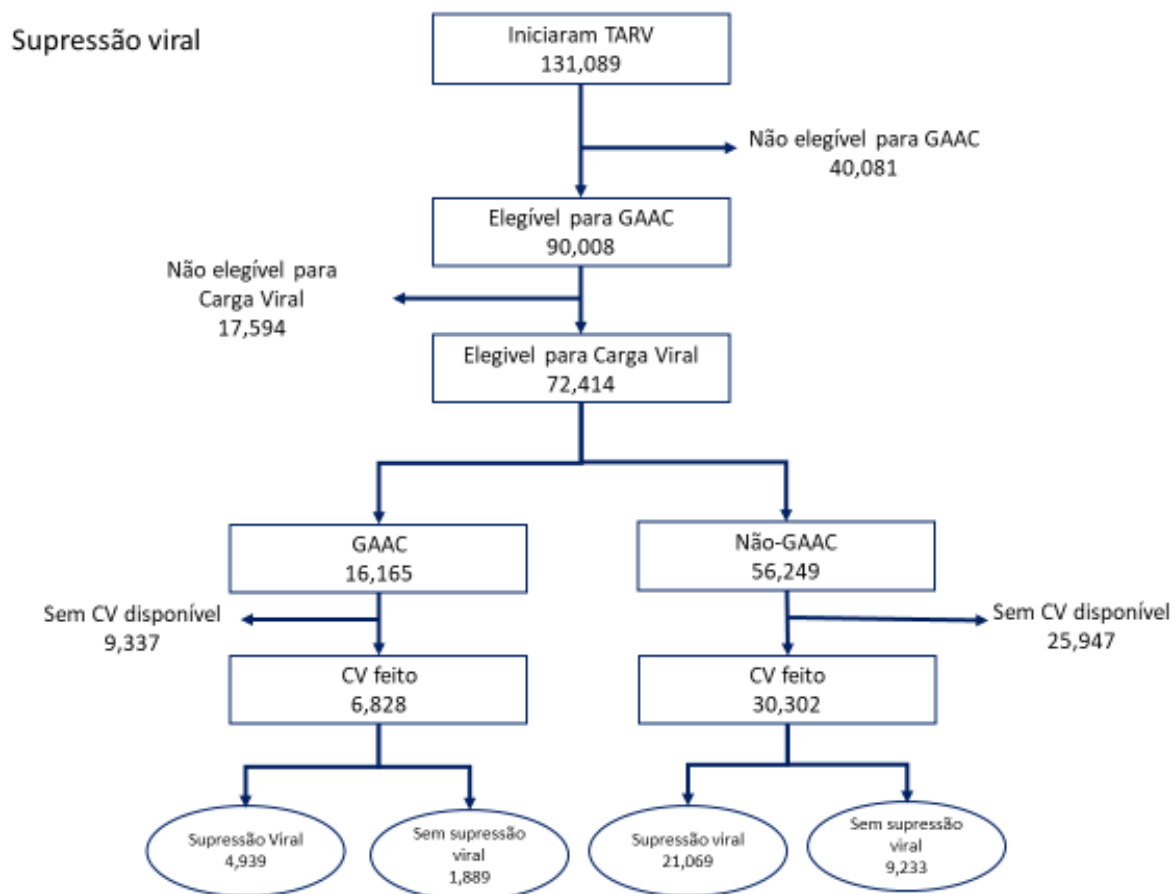 Supressão viral
Iniciaram TARV
131,089
Não elegível para GAAC
40,081
Elegível para GAAC
90,008
Não elegível para
Carga Viral
17,594
Elegivel para Carga Viral
72,414
GAAC
16,165
Não-GAAC
56,249
Sem CV disponível
9,337
Sem CV disponível
25,947
CV feito
6,828
CV feito
30,302
Supressão Viral
4,939
Sem supressão
viral
1,889
Supressão viral
21,069
Sem supressão
viral
9,233